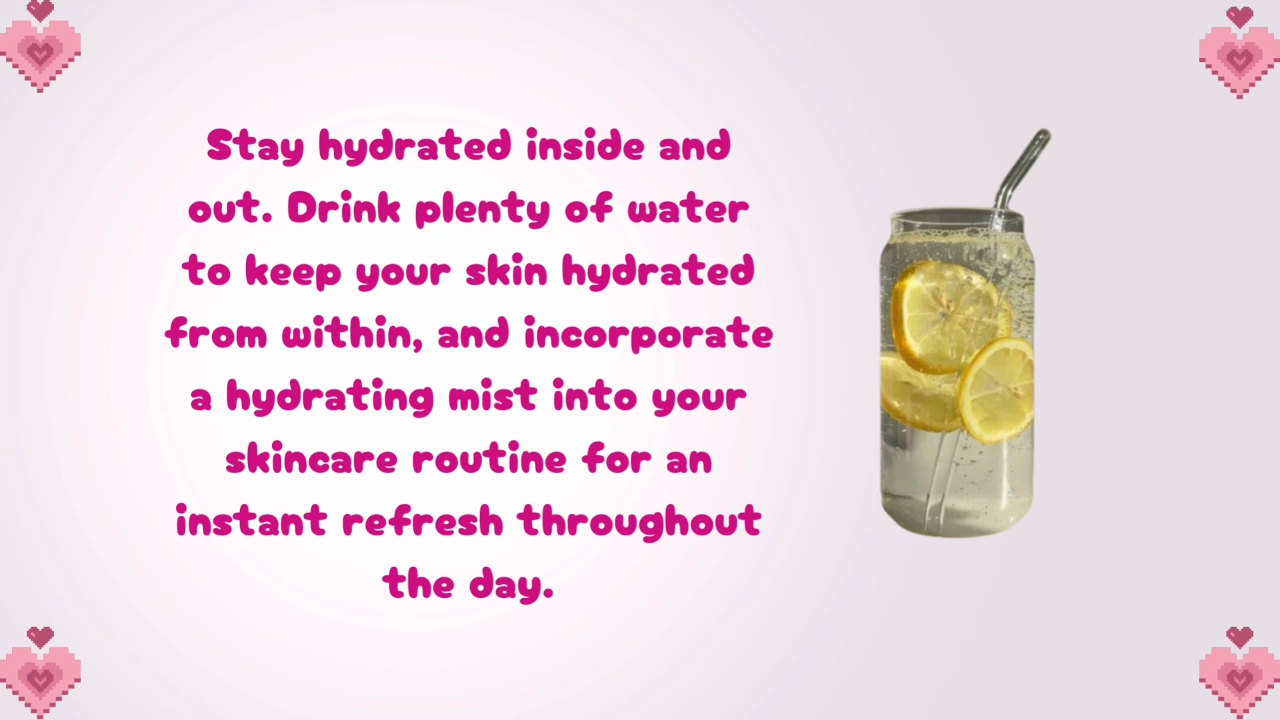 Stay hydrated inside and
out. Drink plenty of water
to keep your skin hydrated
from within, and incorporate
a hydrating mist into your
skincare routine for an
instant refresh throughout
the day.